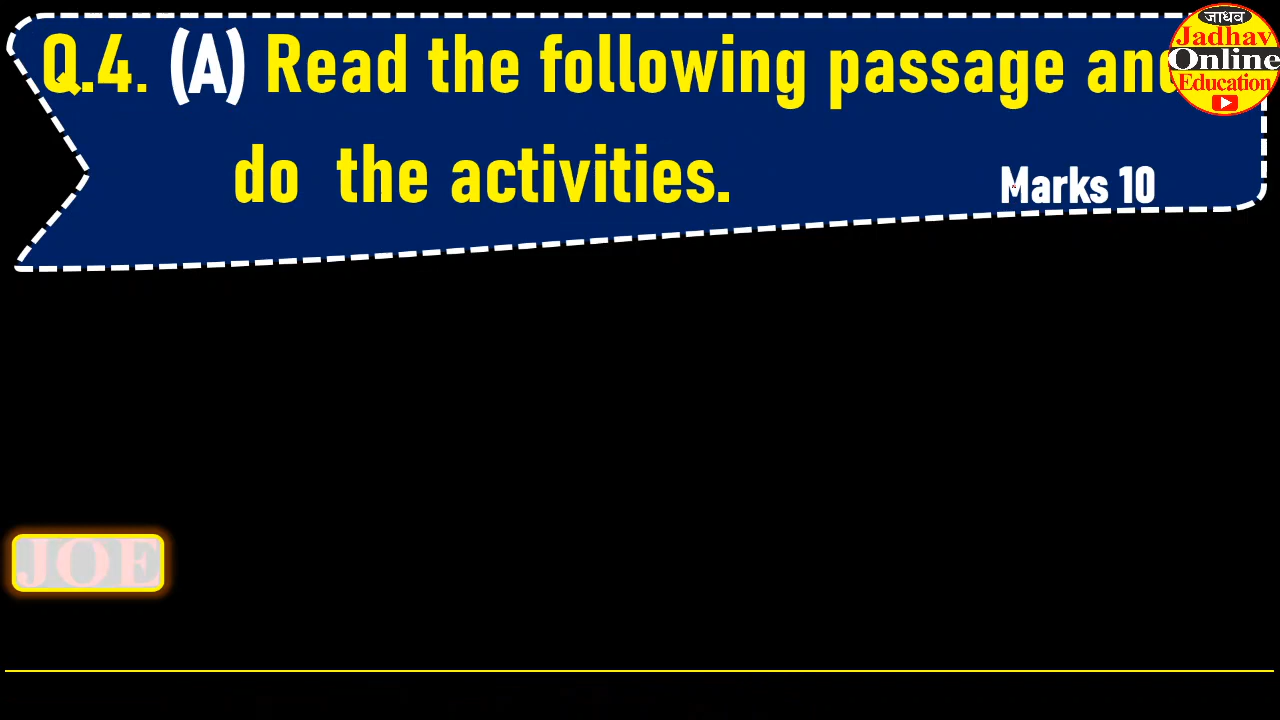 Q.4. (A) Read the following passage and
do the activities.
Marks 10
जाधव
Jadhav
Online
Education
JOE